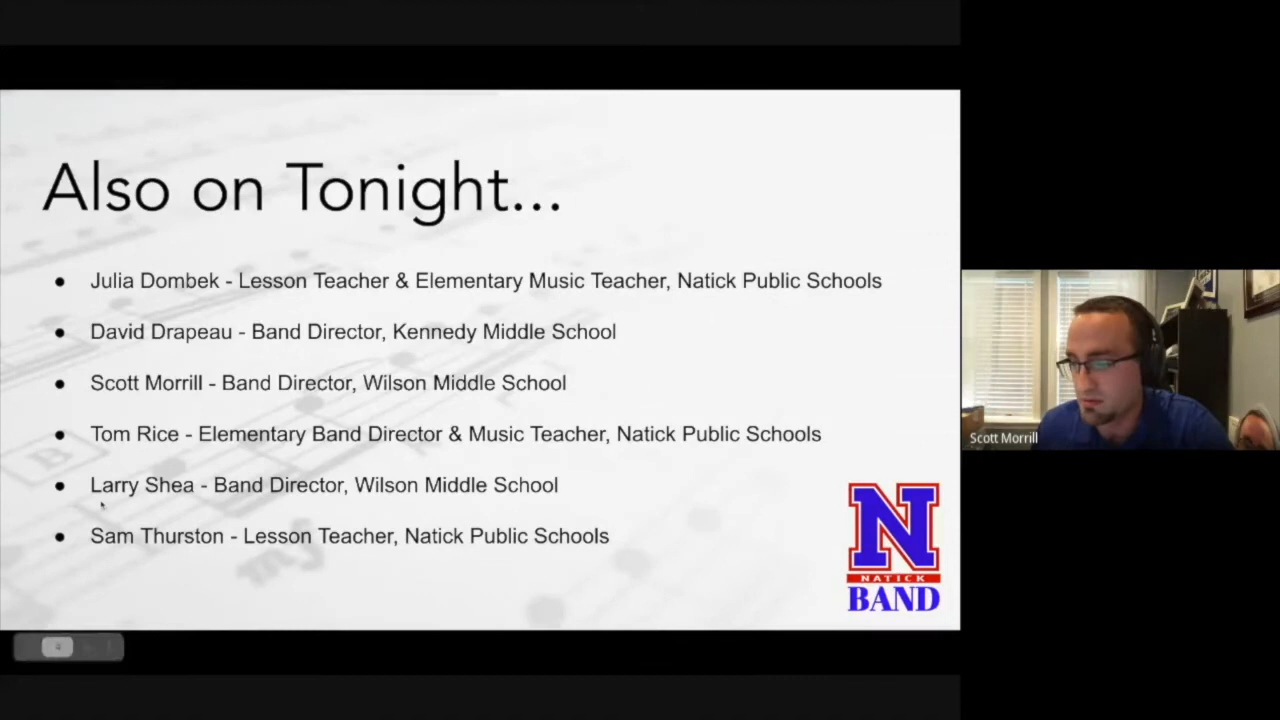 Also on Tonight...
● Julia Dombek - Lesson Teacher & Elementary Music Teacher, Natick Public Schools
● David Drapeau - Band Director, Kennedy Middle School
● Scott Morrill - Band Director, Wilson Middle School
● Tom Rice - Elementary Band Director & Music Teacher, Natick Public Schools
● Larry Shea - Band Director, Wilson Middle School
● Sam Thurston - Lesson Teacher, Natick Public Schools
N
NATICK
BAND
Scott Morrill
B
mf